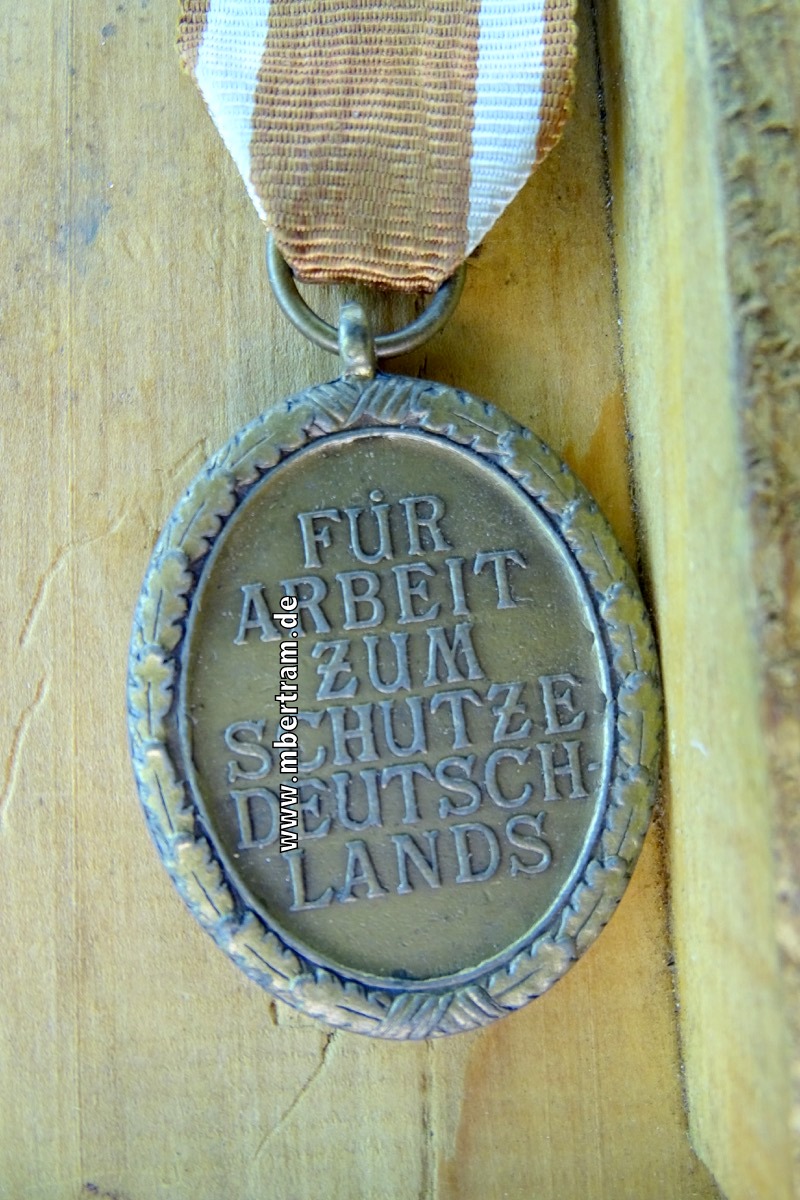 FÜR
ARBEIT
ZUM
SCHUTZE
DEUTSCH-
LANDS
www.mbertram.de